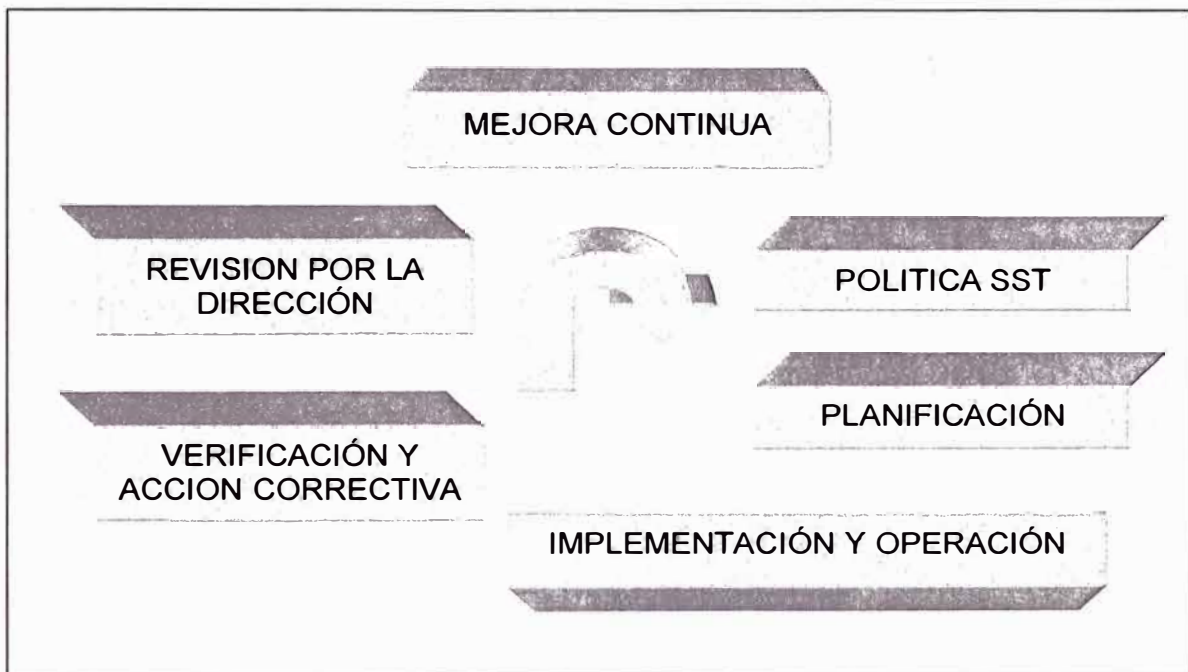 MEJORA CONTINUA
REVISION POR LA
DIRECCIÓN
POLITICA SST
PLANIFICACIÓN
VERIFICACIÓN Y
ACCION CORRECTIVA
IMPLEMENTACIÓN Y OPERACIÓN